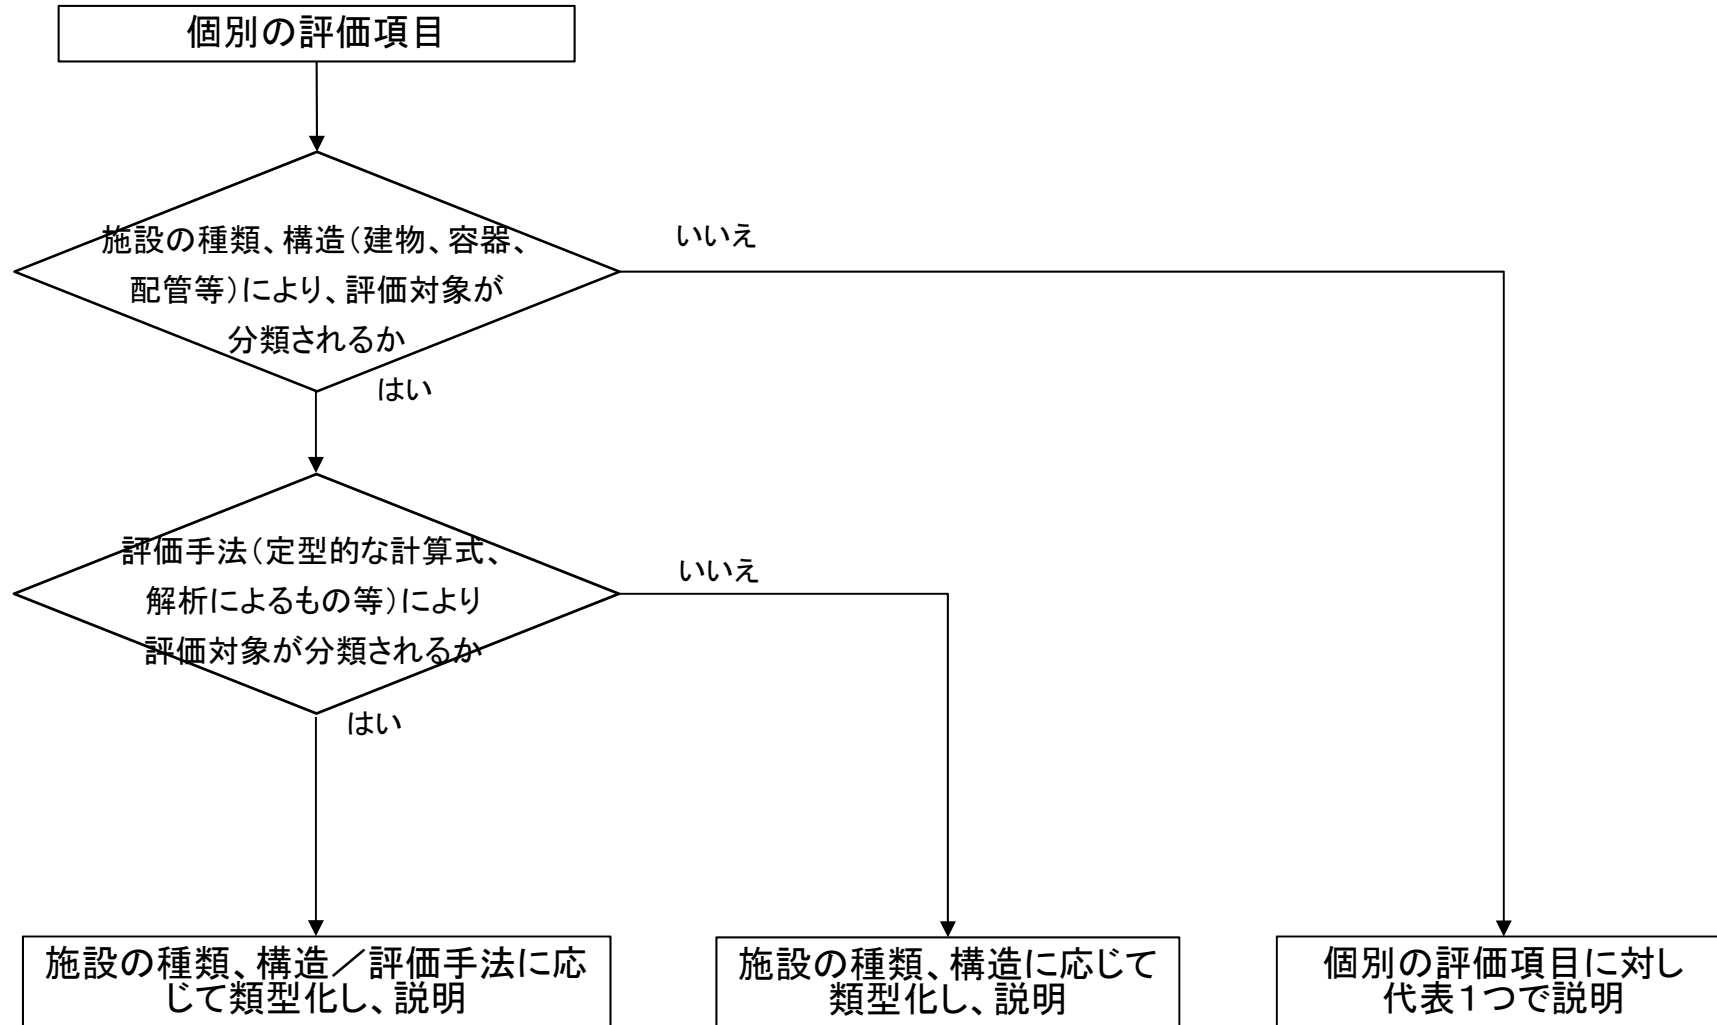 個別の評価項目
施設の種類、構造（建物、容器、
配管等）により、評価対象が
分類されるか
いいえ
はい
評価手法（定型的な計算式、
解析によるもの等）により
評価対象が分類されるか
いいえ
はい
施設の種類、構造／評価手法に応
じて類型化し、説明
施設の種類、構造に応じて
類型化し、説明
個別の評価項目に対し
代表１つで説明